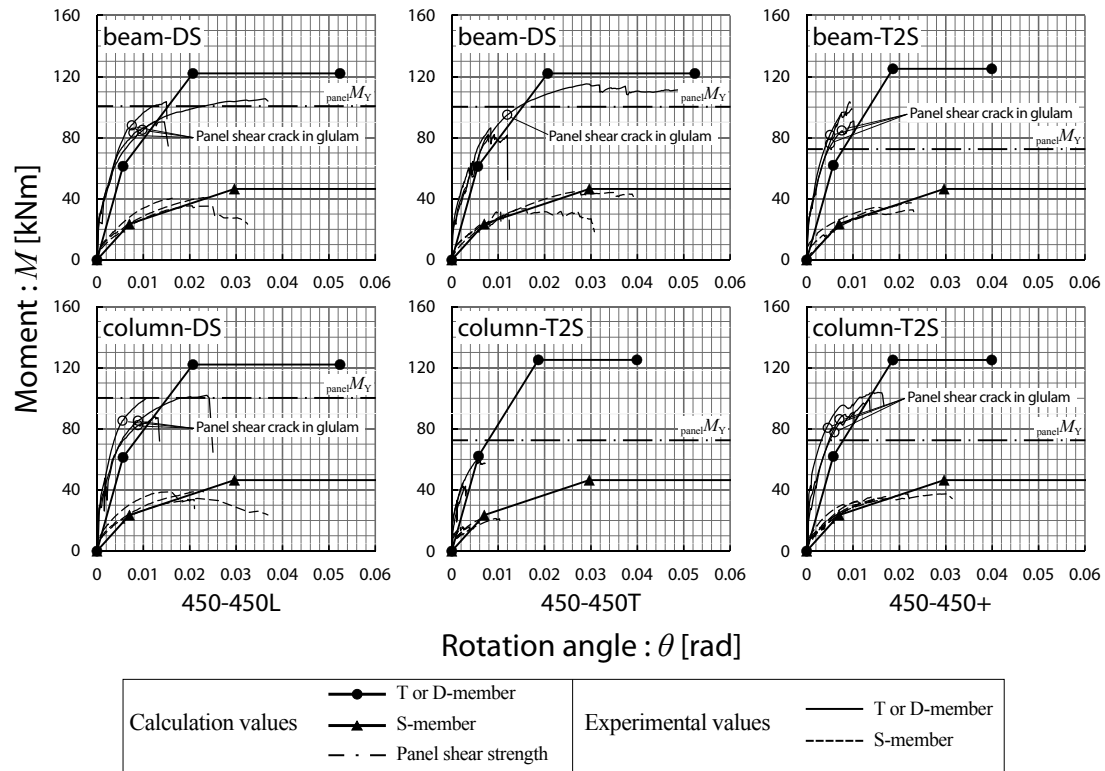 Moment : M [kNm]
160
120
80
40
0
beam-DS
panelMY
Panel shear crack in glulam
0 0.01 0.02 0.03 0.04 0.05 0.06
160
120
80
40
0
beam-DS
panelMY
Panel shear crack in glulam
0 0.01 0.02 0.03 0.04 0.05 0.06
160
120
80
40
0
beam-T2S
Panel shear crack in glulam
panelMY
0 0.01 0.02 0.03 0.04 0.05 0.06
160
120
80
40
0
column-DS
panelMY
Panel shear crack in glulam
0 0.01 0.02 0.03 0.04 0.05 0.06
450-450L
160
120
80
40
0
column-T2S
panelMY
0 0.01 0.02 0.03 0.04 0.05 0.06
450-450T
160
120
80
40
0
column-T2S
Panel shear crack in glulam
panelMY
0 0.01 0.02 0.03 0.04 0.05 0.06
450-450+
Rotation angle : θ [rad]
Calculation values
T or D-member
S-member
Panel shear strength
Experimental values
T or D-member
S-member